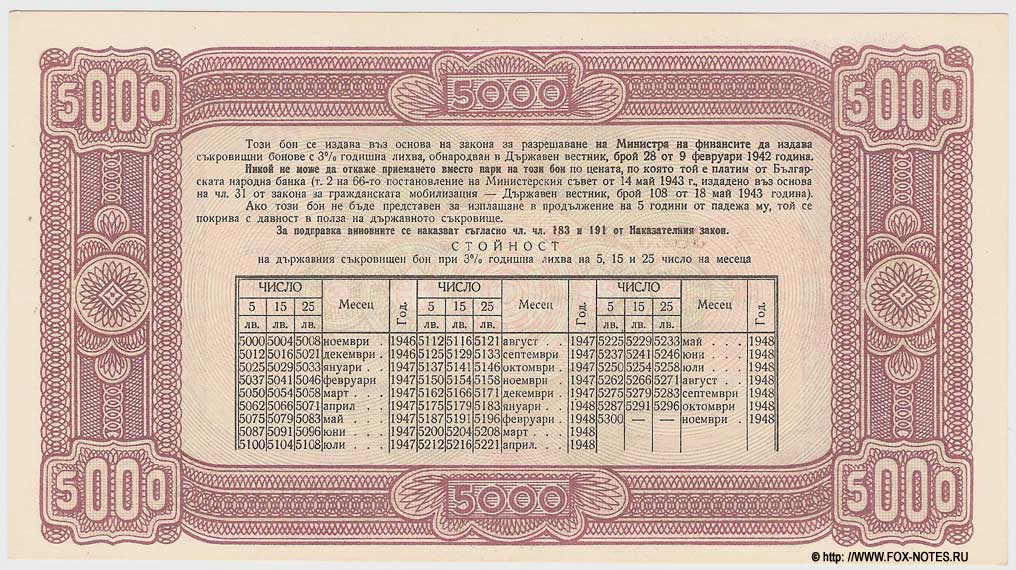 5000 5000 5000
Този бон се издава въз основа на закона за разрешаване на Министра на финансите да издава
съкровищни бонове с 3% годишна лихва, обнародван в Държавен вестник, брой 28 от 9 февруари 1942 година.
Никой не може да откаже приемането вместо пари на този бон по цената, по която той е платим от Българ-
ската народна банка (т. 2 на 66-то постановление на Министерския съвет от 14 май 1943 г., издадено въз основа
на чл. 31 от закона за гражданската мобилизация — Държавен вестник, брой 108 от 18 май 1943 година).
Ако този бон не бъде представен за изплащане в продължение на 5 години от падежа му, той се
покрива с давност в полза на държавното съкровище.
За подправка виновните се наказват съгласно чл. чл. 183 и 191 от Наказателния закон.
СТОЙНОСТ
на държавния съкровищен бон при 3% годишна лихва на 5, 15 и 25 число на месеца
ЧИСЛО ЧИСЛО ЧИСЛО
5 15 25 Месец Год. 5 15 25 Месец Год. 5 15 25 Месец Год.
лв. лв. лв. лв. лв. лв. лв. лв. лв.
5000 5004 5008 ноември . 1946 5112 5116 5121 август . . 1947 5225 5229 5233 май . . . 1948
5012 5016 5021 декември . 1946 5125 5129 5133 септември 1947 5237 5241 5246 юни . . . 1948
5025 5029 5033 януари . . 1947 5137 5141 5146 октомври . 1947 5250 5254 5258 юли . . . 1948
5037 5041 5046 февруари 1947 5150 5154 5158 ноември . 1947 5262 5266 5271 август . . 1948
5050 5054 5058 март . . . 1947 5162 5166 5171 декември . 1947 5275 5279 5283 септември 1948
5062 5066 5071 април . . . 1947 5175 5179 5183 януари . . 1948 5287 5291 5296 октомври 1948
5075 5079 5083 май . . . 1947 5187 5191 5196 февруари . 1948 5300 — — ноември . 1948
5087 5091 5096 юни . . . 1947 5200 5204 5208 март . . . 1948
5100 5104 5108 юли . . . 1947 5212 5216 5221 април. . . 1948
5000 5000 5000
© http: //WWW.FOX-NOTES.RU